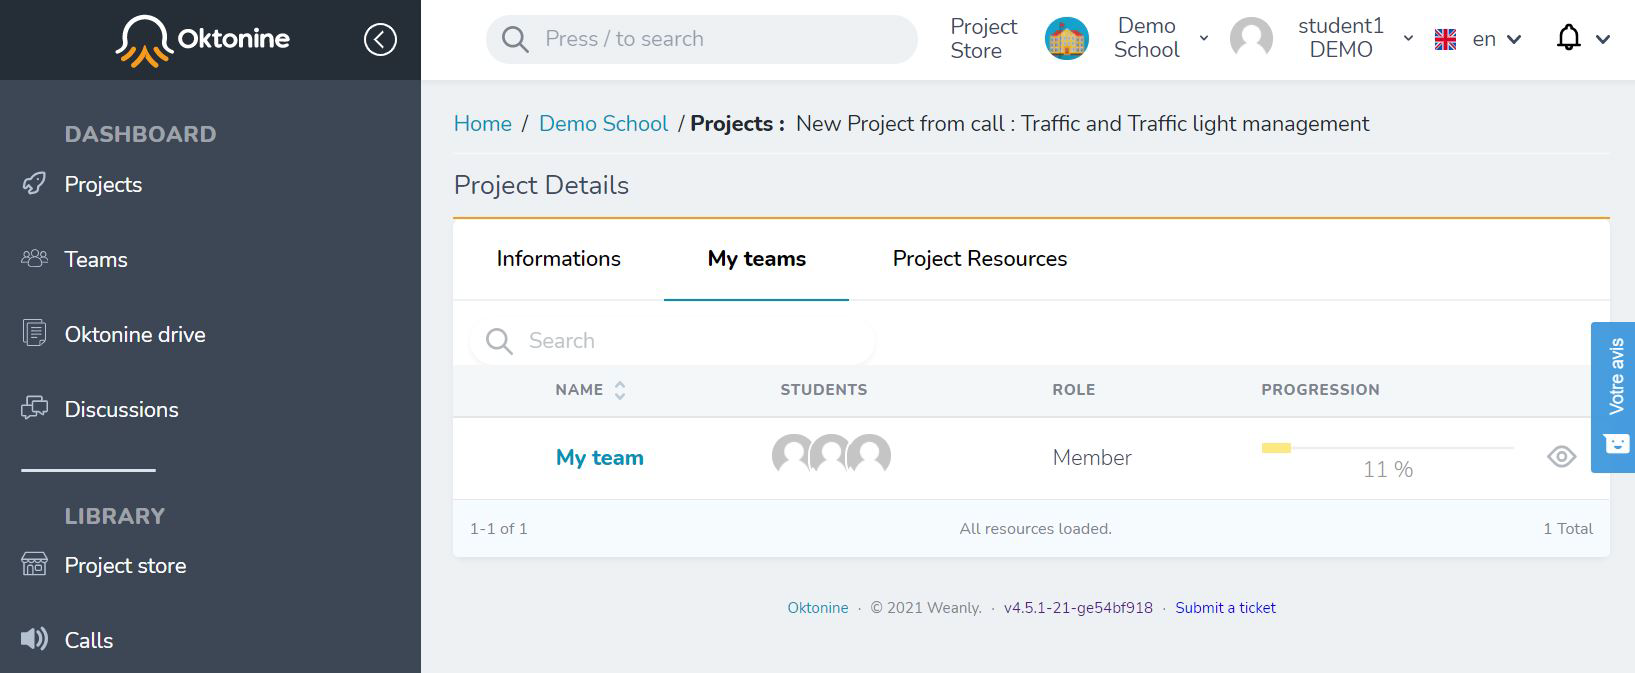 Oktonine
Press / to search
Project
Store
Demo
School
student1
DEMO
en
DASHBOARD
Projects
Teams
Oktonine drive
Discussions
LIBRARY
Project store
Calls
Home / Demo School / Projects : New Project from call : Traffic and Traffic light management
Project Details
Informations My teams Project Resources
Search
NAME STUDENTS ROLE PROGRESSION
My team Member
11 %
1-1 of 1 All resources loaded. 1 Total
Oktonine · © 2021 Weanly. · v4.5.1-21-ge54bf918 · Submit a ticket
Votre avis